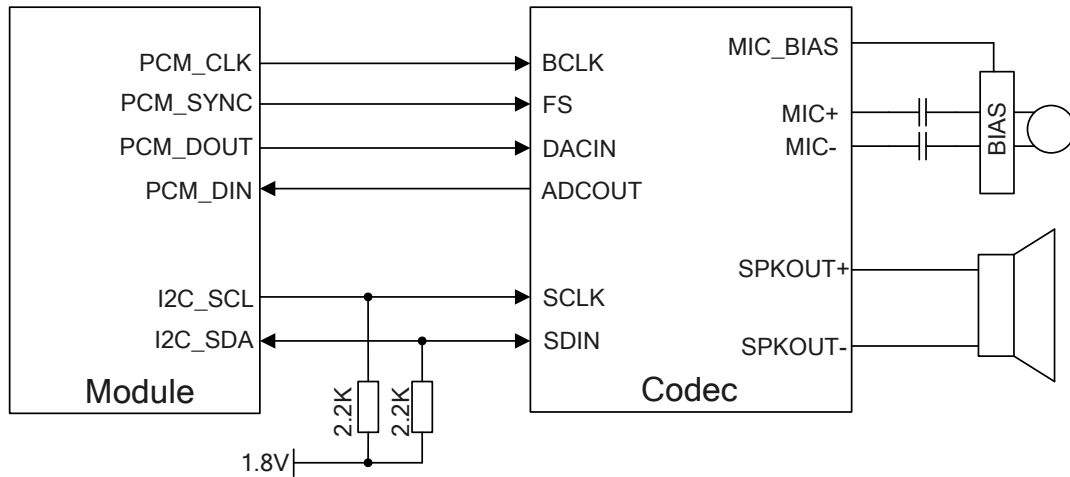 PCM_CLK
PCM_SYNC
PCM_DOUT
PCM_DIN
I2C_SCL
I2C_SDA
Module
BCLK
FS
DACIN
ADCOUT
SCLK
SDIN
Codec
MIC_BIAS
MIC+
MIC-
SPKOUT+
SPKOUT-
BIAS
2.2K
2.2K
1.8V